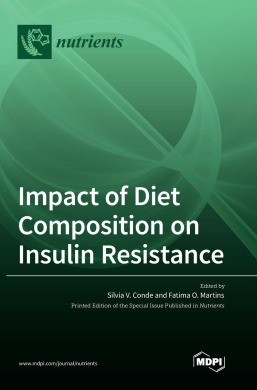 nutrients
Impact of Diet
Composition on
Insulin Resistance
Edited by
Silvia V. Conde and Fatima O. Martins
Printed Edition of the Special Issue Published in Nutrients
www.mdpi.com/journal/nutrients
MDPI